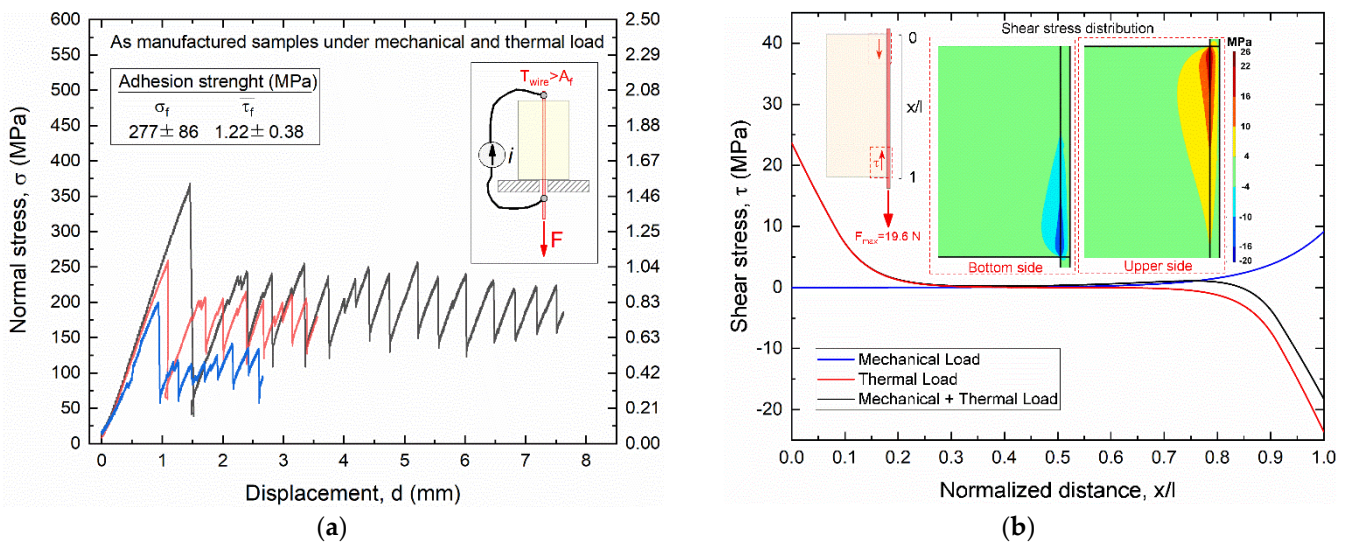 As manufactured samples under mechanical and thermal load
Adhesion strenght (MPa)
σf τf
277± 86 1.22± 0.38
Twire>Af
i
F
Normal stress, σ (MPa)
600
550
500
450
400
350
300
250
200
150
100
50
0
2.50
2.29
2.08
1.88
1.67
1.46
1.25
1.04
0.83
0.63
0.42
0.21
0.00
0 1 2 3 4 5 6 7 8
Displacement, d (mm)
(a)
Shear stress distribution
0
x/l
τ
1
Fmax=19.6 N
Bottom side
Upper side
MPa
26
22
16
10
4
-4
-10
-16
-20
Shear stress, τ (MPa)
40
30
20
10
0
-10
-20
Mechanical Load
Thermal Load
Mechanical + Thermal Load
0.0 0.1 0.2 0.3 0.4 0.5 0.6 0.7 0.8 0.9 1.0
Normalized distance, x/l
(b)